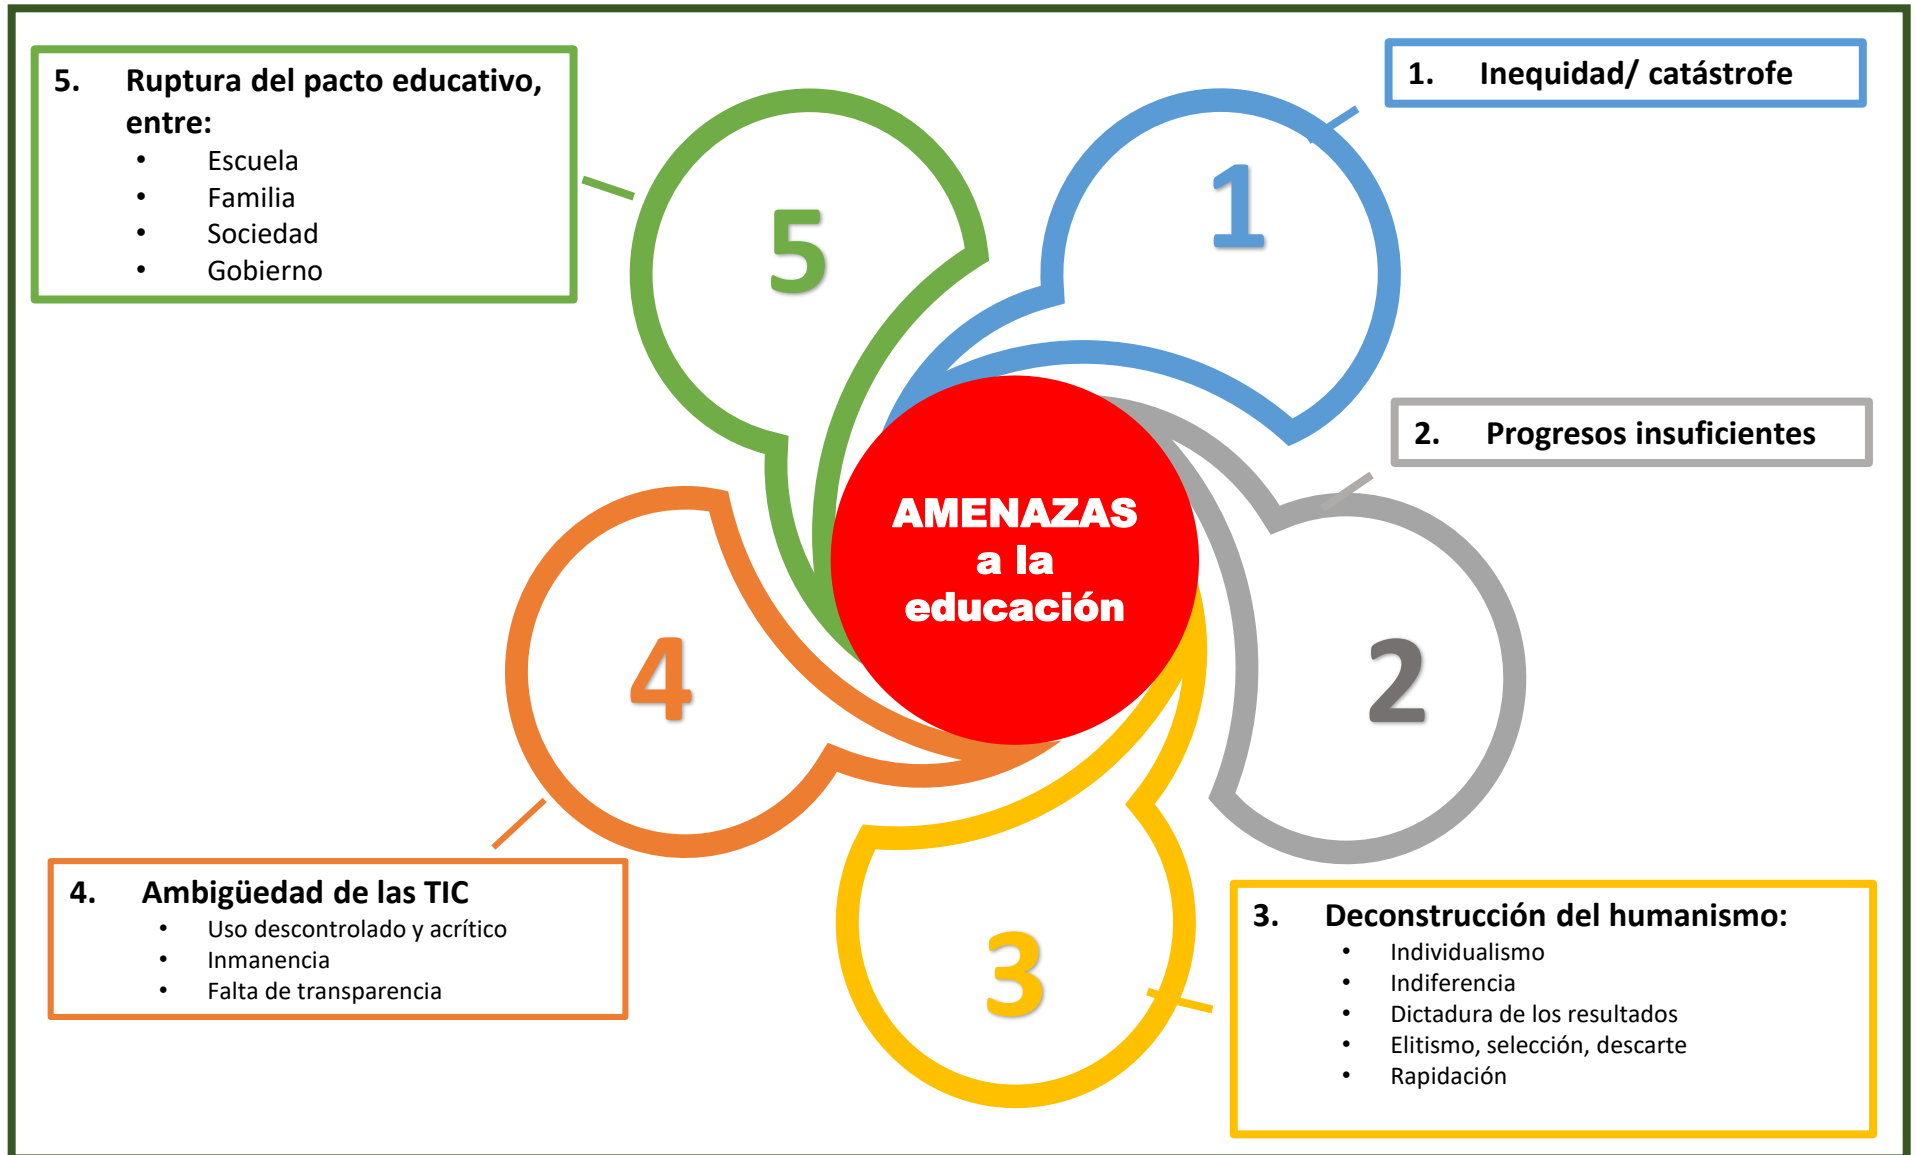 5. Ruptura del pacto educativo,
entre:
• Escuela
• Familia
• Sociedad
• Gobierno
1. Inequidad/ catástrofe
5
1
2. Progresos insuficientes
AMENAZAS
a la
educación
4
2
4. Ambigüedad de las TIC
• Uso descontrolado y acrítico
• Inmanencia
• Falta de transparencia
3
3. Deconstrucción del humanismo:
• Individualismo
• Indiferencia
• Dictadura de los resultados
• Elitismo, selección, descarte
• Rapidación